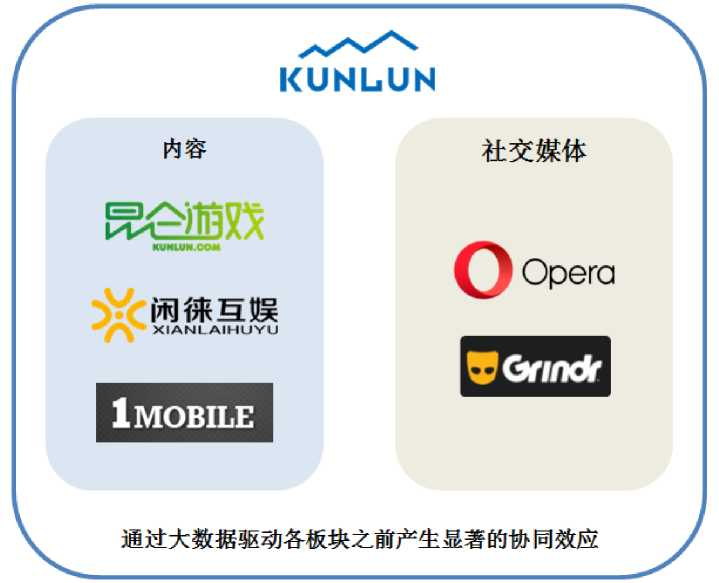 KUNLUN
内容
昆仑游戏
KUNLUN.COM
闲徕互娱
XIANLAIHUYU
1MOBILE
社交媒体
Opera
Grindr
通过大数据驱动各板块之前产生显著的协同效应